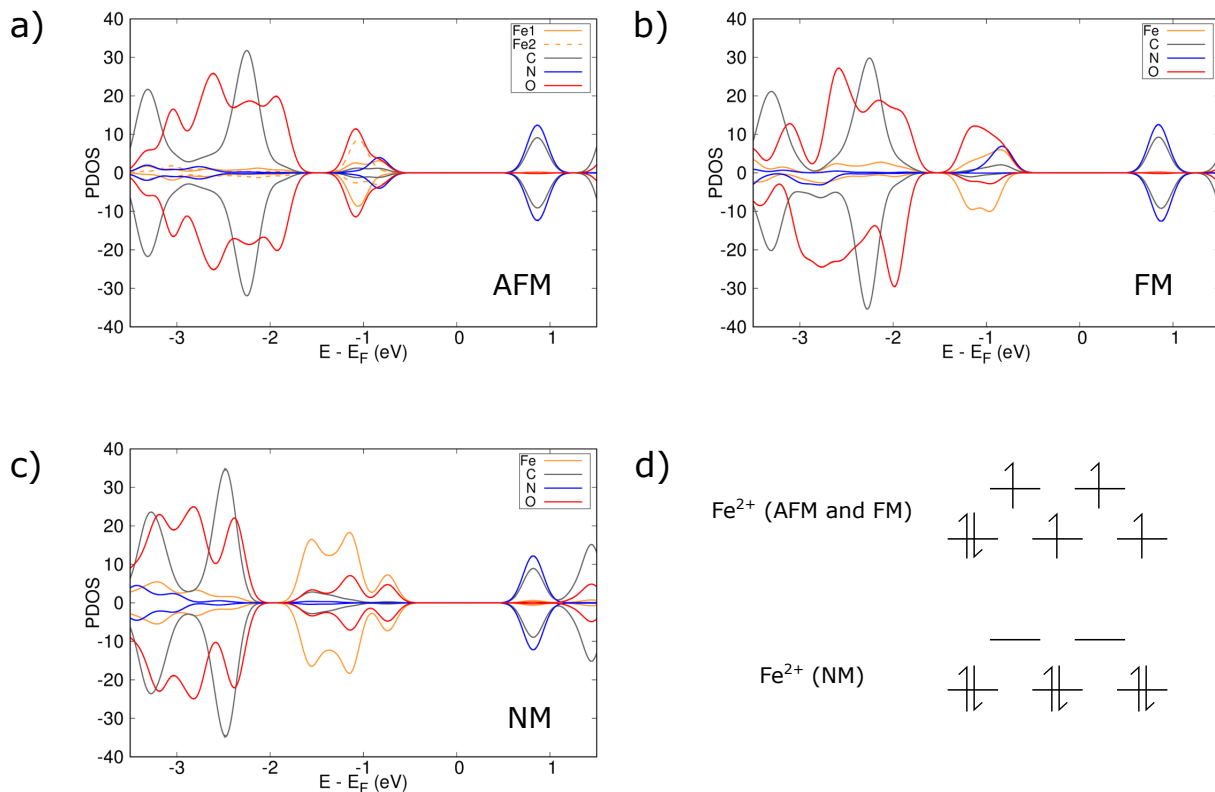 a)
40
30
20
10
0
-10
-20
-30
-40
PDOS
Fe1
Fe2
C
N
O
AFM
-3
-2
-1
0
1
E - E_F (eV)
b)
40
30
20
10
0
-10
-20
-30
-40
PDOS
Fe
C
N
O
FM
-3
-2
-1
0
1
E - E_F (eV)
c)
40
30
20
10
0
-10
-20
-30
-40
PDOS
Fe
C
N
O
NM
-3
-2
-1
0
1
E - E_F (eV)
d)
Fe²⁺ (AFM and FM)
Fe²⁺ (NM)